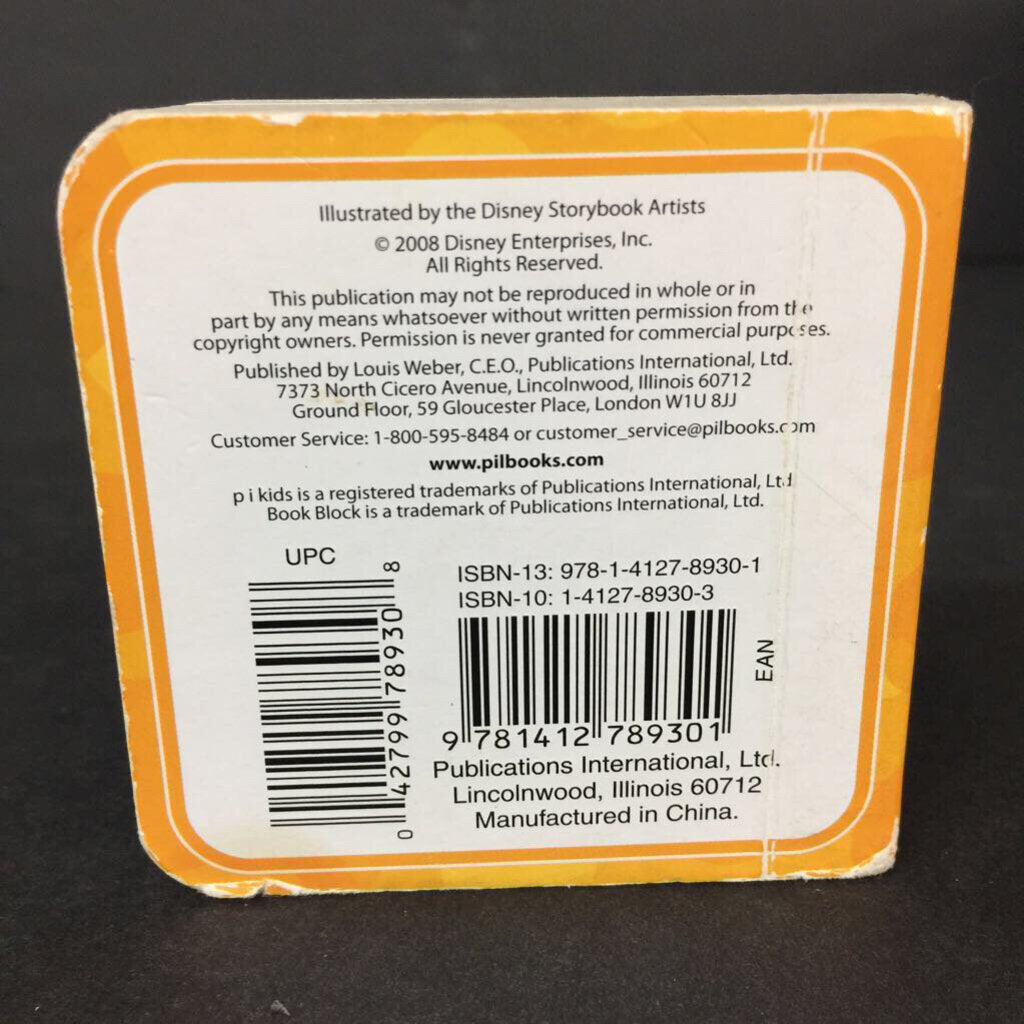 Illustrated by the Disney Storybook Artists
© 2008 Disney Enterprises, Inc.
All Rights Reserved.
This publication may not be reproduced in whole or in
part by any means whatsoever without written permission from the
copyright owners. Permission is never granted for commercial purposes.
Published by Louis Weber, C.E.O., Publications International, Ltd.
7373 North Cicero Avenue, Lincolnwood, Illinois 60712
Ground Floor, 59 Gloucester Place, London W1U 8JJ
Customer Service: 1-800-595-8484 or customer_service@pilbooks.com
www.pilbooks.com
p i kids is a registered trademarks of Publications International, Ltd
Book Block is a trademark of Publications International, Ltd.
UPC
0 42799 78930 8
ISBN-13: 978-1-4127-8930-1
ISBN-10: 1-4127-8930-3
EAN
9 781412 789301
Publications International, Ltd.
Lincolnwood, Illinois 60712
Manufactured in China.